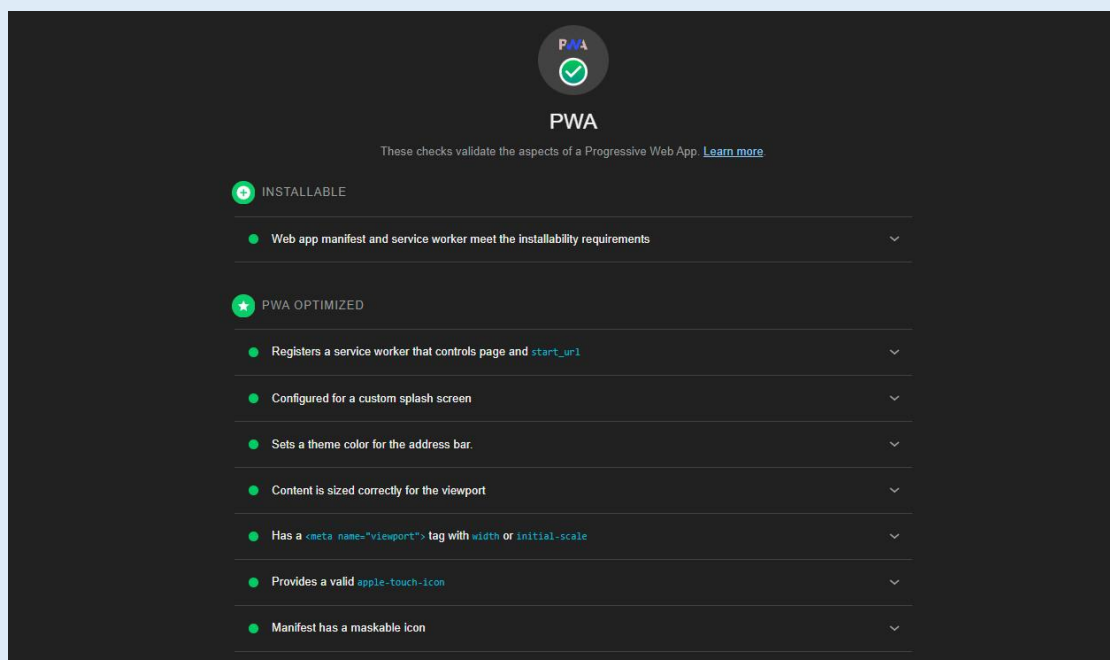 PWA
PWA
These checks validate the aspects of a Progressive Web App. Learn more.
INSTALLABLE
Web app manifest and service worker meet the installability requirements
PWA OPTIMIZED
Registers a service worker that controls page and start_url
Configured for a custom splash screen
Sets a theme color for the address bar.
Content is sized correctly for the viewport
Has a <meta name="viewport"> tag with width or initial-scale
Provides a valid apple-touch-icon
Manifest has a maskable icon